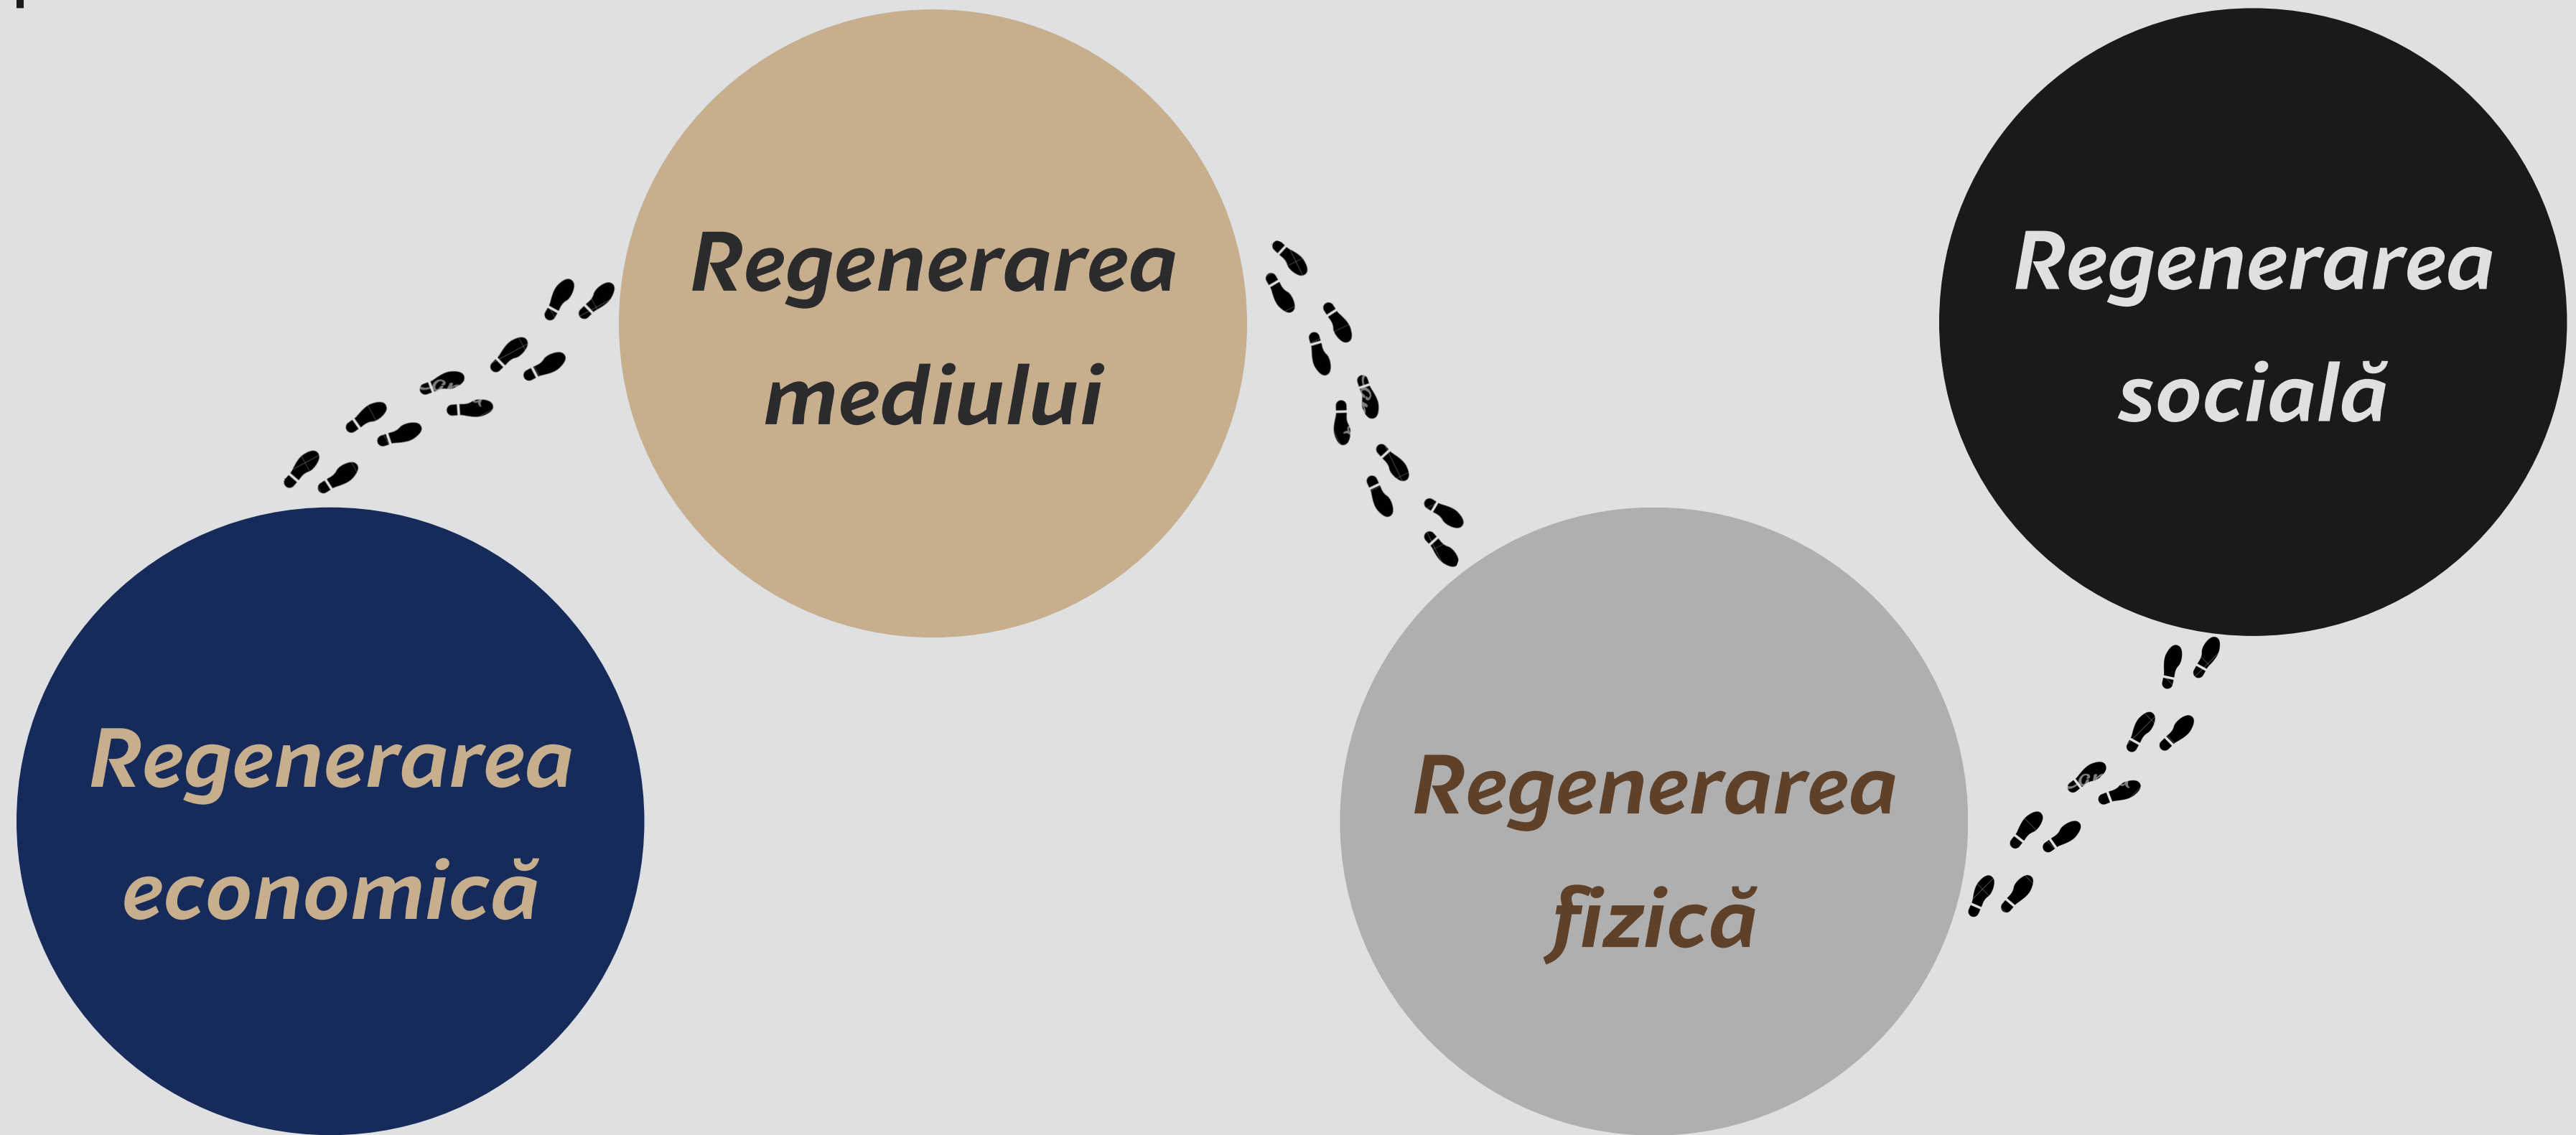 Regenerarea
economică
Regenerarea
mediului
Regenerarea
fizică
Regenerarea
socială